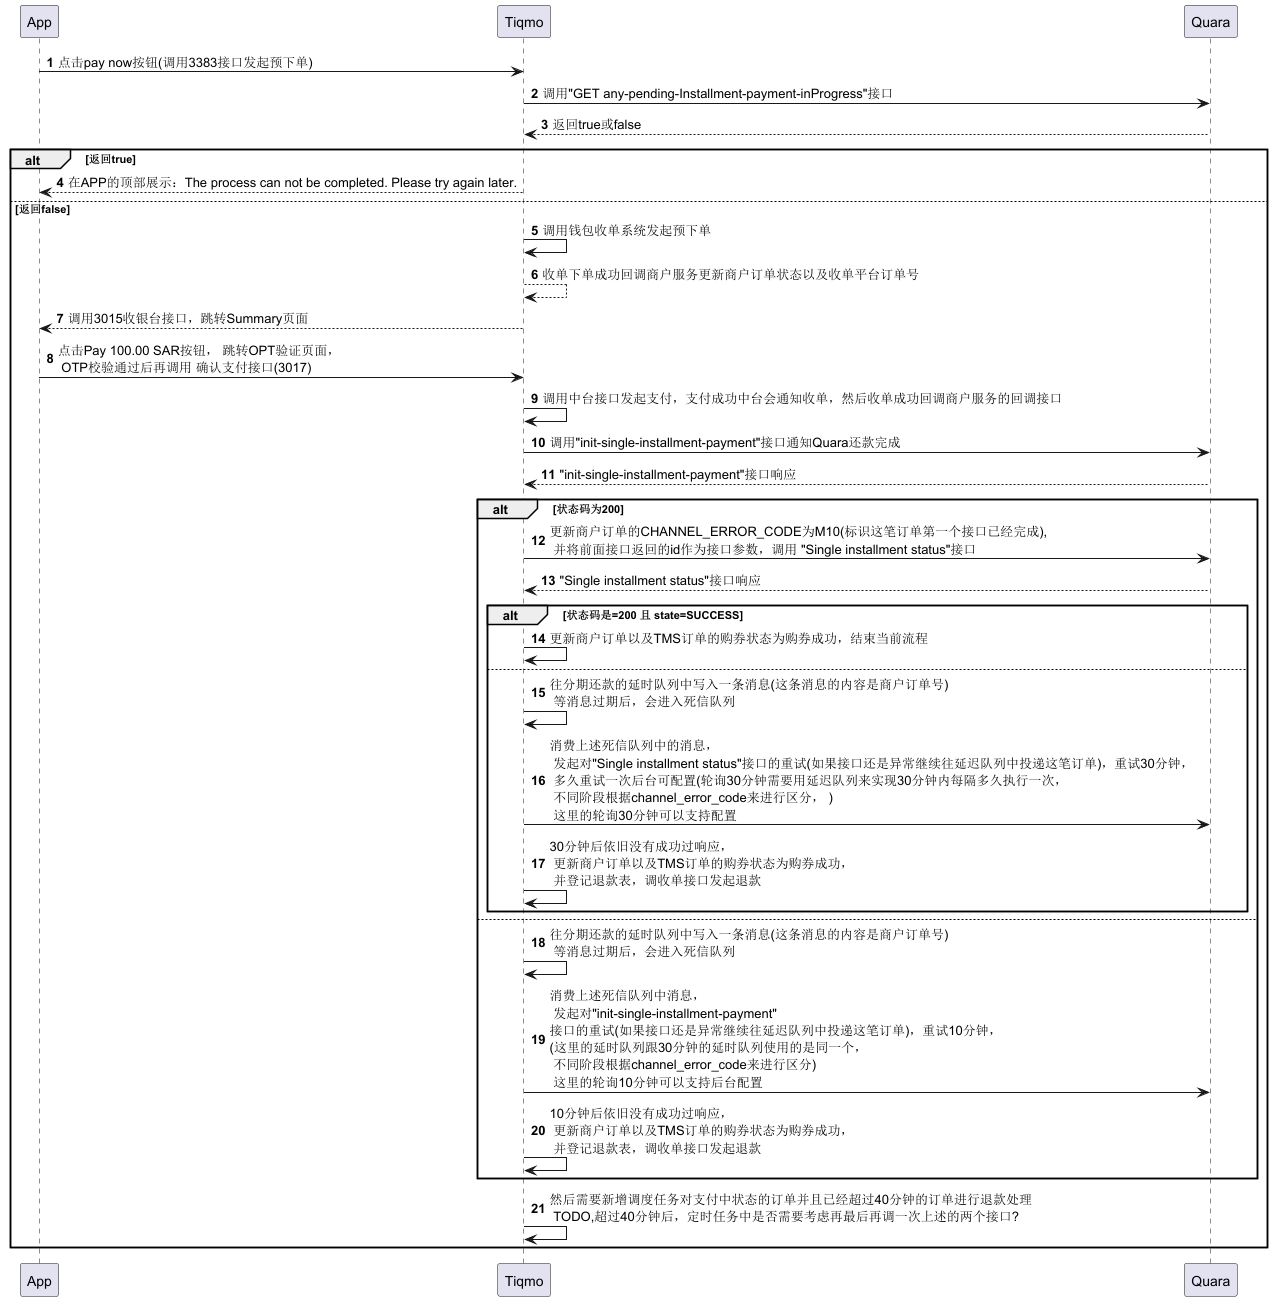 App
Tiqmo
Quara
1 点击pay now按钮(调用3383接口发起预下单)
2 调用"GET any-pending-Installment-payment-inProgress"接口
3 返回true或false
alt
[返回true]
4 在APP的顶部展示：The process can not be completed. Please try again later.
[返回false]
5 调用钱包收单系统发起预下单
6 收单下单成功回调商户服务更新商户订单状态以及收单平台订单号
7 调用3015收银台接口，跳转Summary页面
8 点击Pay 100.00 SAR按钮， 跳转OPT验证页面，
OTP校验通过后再调用 确认支付接口(3017)
9 调用中台接口发起支付，支付成功中台会通知收单，然后收单成功回调商户服务的回调接口
10 调用"init-single-installment-payment"接口通知Quara还款完成
11 "init-single-installment-payment"接口响应
alt
[状态码为200]
12 更新商户订单的CHANNEL_ERROR_CODE为M10(标识这笔订单第一个接口已经完成),
并将前面接口返回的id作为接口参数，调用 "Single installment status"接口
13 "Single installment status"接口响应
alt
[状态码是=200 且 state=SUCCESS]
14 更新商户订单以及TMS订单的购券状态为购券成功，结束当前流程
15 往分期还款的延时队列中写入一条消息(这条消息的内容是商户订单号)
等消息过期后，会进入死信队列
消费上述死信队列中的消息，
发起对"Single installment status"接口的重试(如果接口还是异常继续往延迟队列中投递这笔订单)，重试30分钟，
16 多久重试一次后台可配置(轮询30分钟需要用延迟队列来实现30分钟内每隔多久执行一次，
不同阶段根据channel_error_code来进行区分， )
这里的轮询30分钟可以支持配置
30分钟后依旧没有成功过响应，
17 更新商户订单以及TMS订单的购券状态为购券成功，
并登记退款表，调收单接口发起退款
18 往分期还款的延时队列中写入一条消息(这条消息的内容是商户订单号)
等消息过期后，会进入死信队列
消费上述死信队列中消息，
发起对"init-single-installment-payment"
19 接口的重试(如果接口还是异常继续往延迟队列中投递这笔订单)，重试10分钟，
(这里的延时队列跟30分钟的延时队列使用的是同一个，
不同阶段根据channel_error_code来进行区分)
这里的轮询10分钟可以支持后台配置
10分钟后依旧没有成功过响应，
20 更新商户订单以及TMS订单的购券状态为购券成功，
并登记退款表，调收单接口发起退款
21 然后需要新增调度任务对支付中状态的订单并且已经超过40分钟的订单进行退款处理
TODO,超过40分钟后，定时任务中是否需要考虑再最后再调一次上述的两个接口?
App
Tiqmo
Quara